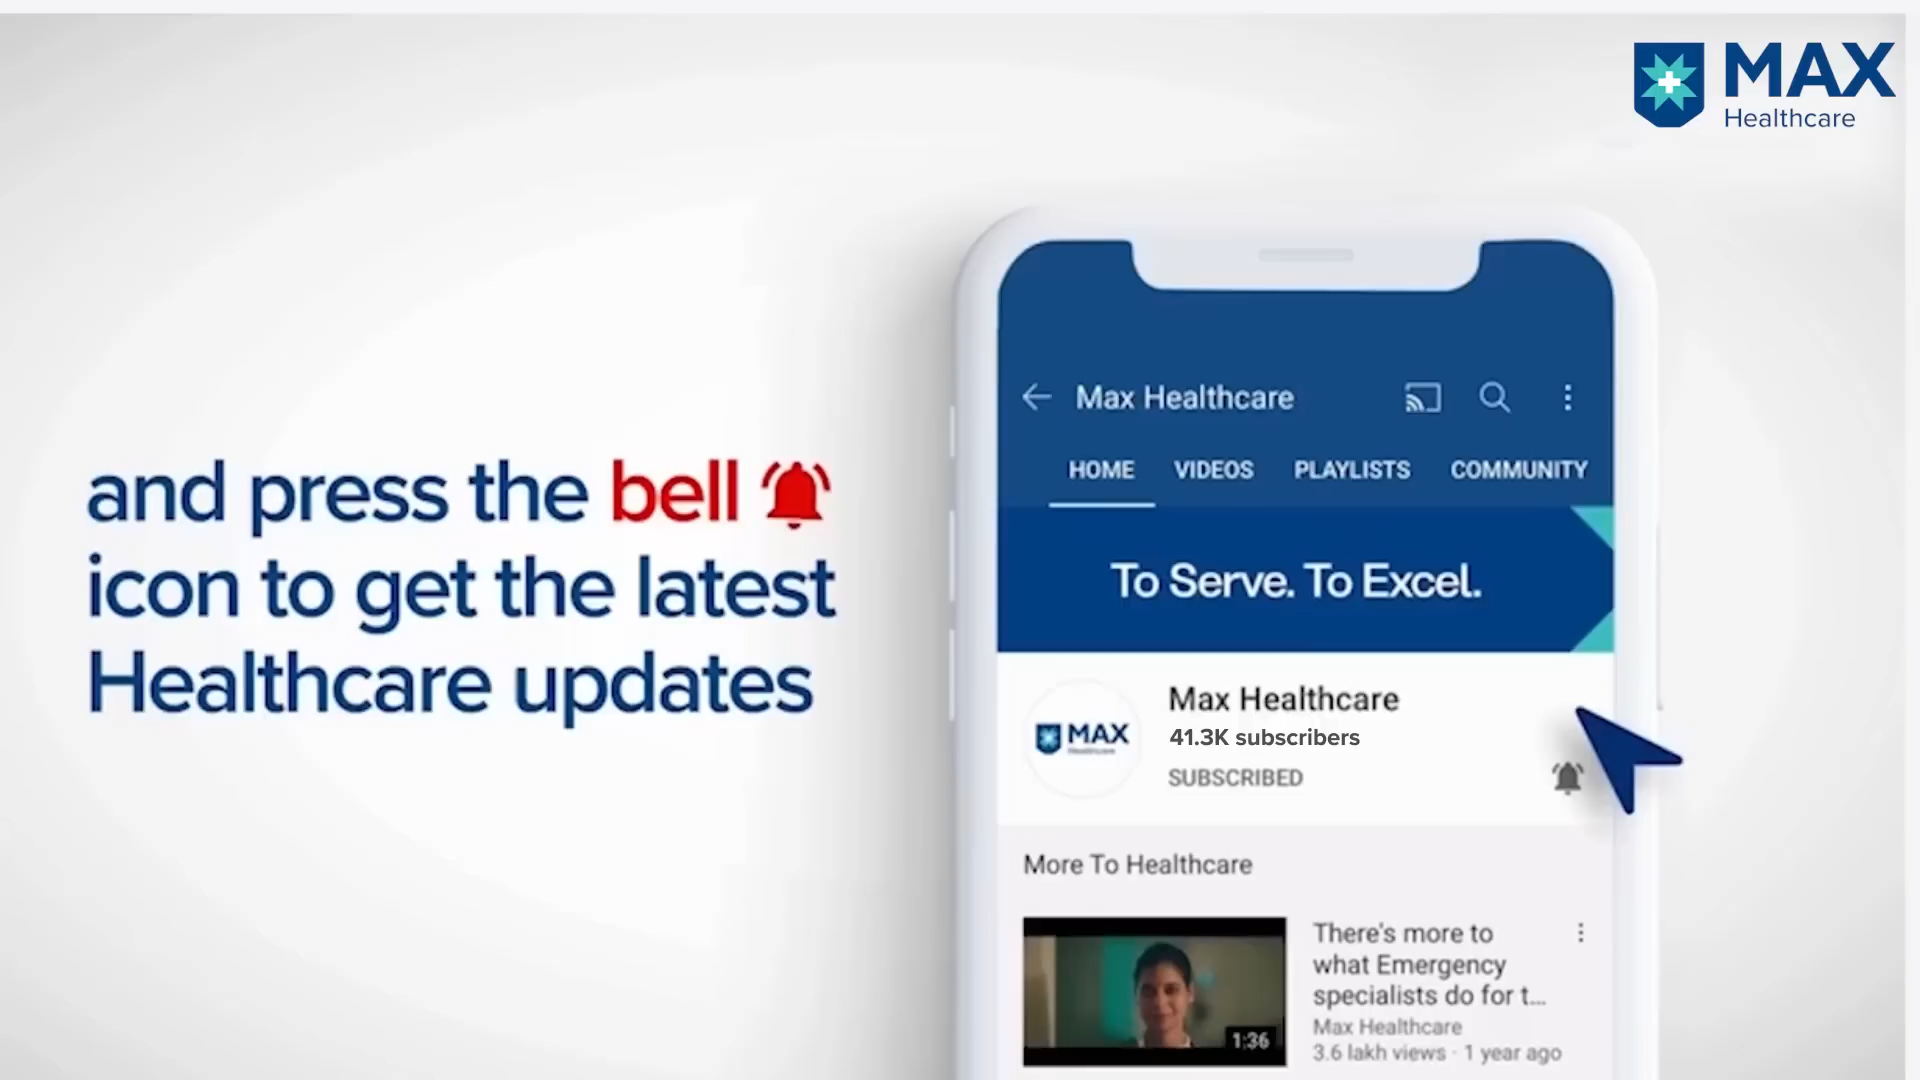 MAX
Healthcare
and press the bell
icon to get the latest
Healthcare updates
Max Healthcare
HOME VIDEOS PLAYLISTS COMMUNITY
To Serve. To Excel.
MAX
Healthcare
Max Healthcare
41.3K subscribers
SUBSCRIBED
More To Healthcare
1:36
There's more to
what Emergency
specialists do for t...
Max Healthcare
3.6 lakh views · 1 year ago